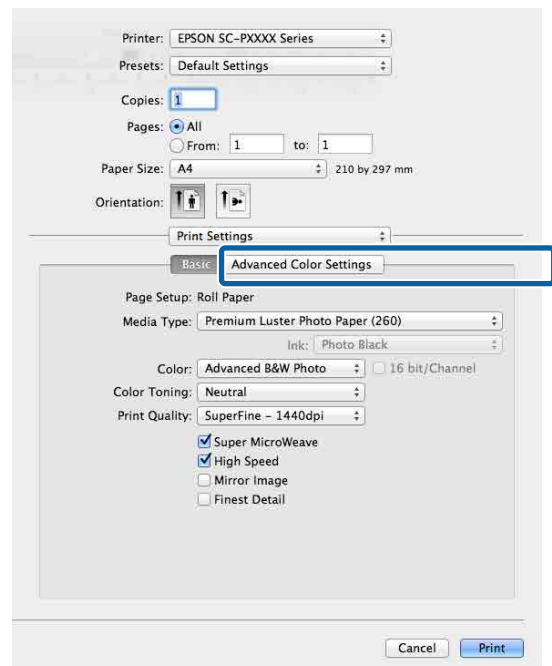 Printer: EPSON SC-PXXXX Series
Presets: Default Settings
Copies: 1
Pages: All
From: 1 to: 1
Paper Size: A4 210 by 297 mm
Orientation:
Print Settings
Basic Advanced Color Settings
Page Setup: Roll Paper
Media Type: Premium Luster Photo Paper (260)
Ink: Photo Black
Color: Advanced B&W Photo 16 bit/Channel
Color Toning: Neutral
Print Quality: SuperFine - 1440dpi
Super MicroWeave
High Speed
Mirror Image
Finest Detail
Cancel Print